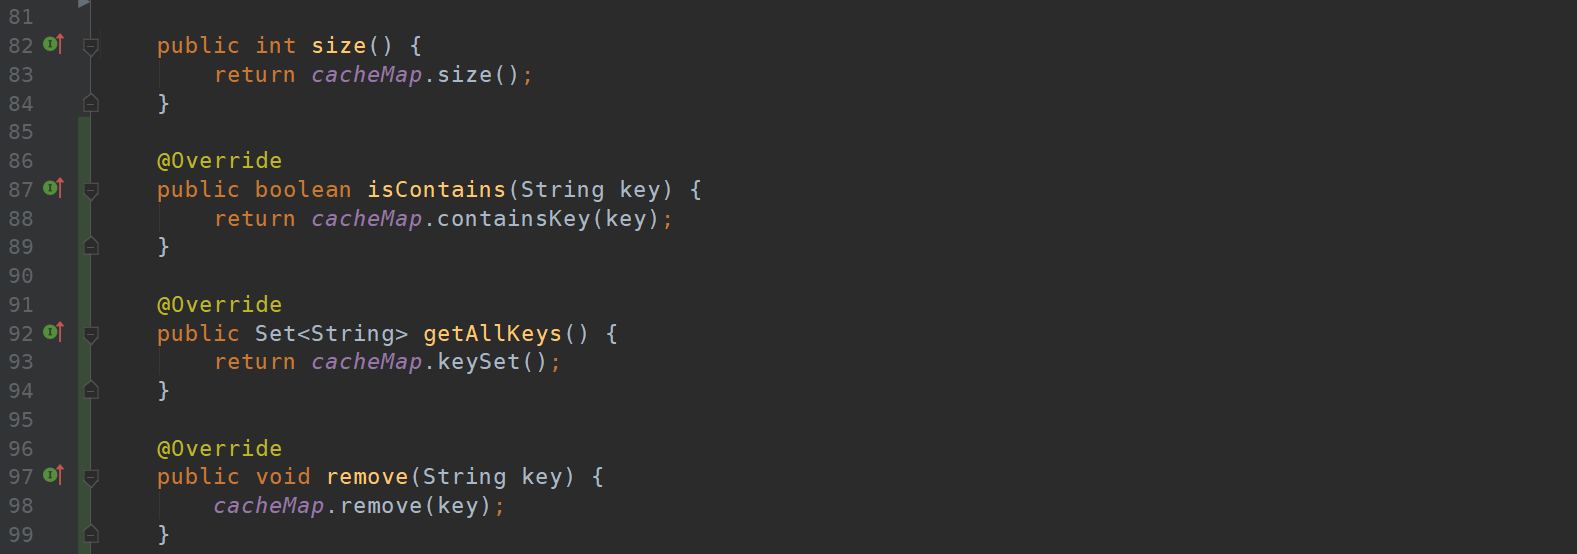 81
82 public int size() {
83 return cacheMap.size();
84 }
85
86 @Override
87 public boolean isContains(String key) {
88 return cacheMap.containsKey(key);
89 }
90
91 @Override
92 public Set<String> getAllKeys() {
93 return cacheMap.keySet();
94 }
95
96 @Override
97 public void remove(String key) {
98 cacheMap.remove(key);
99 }